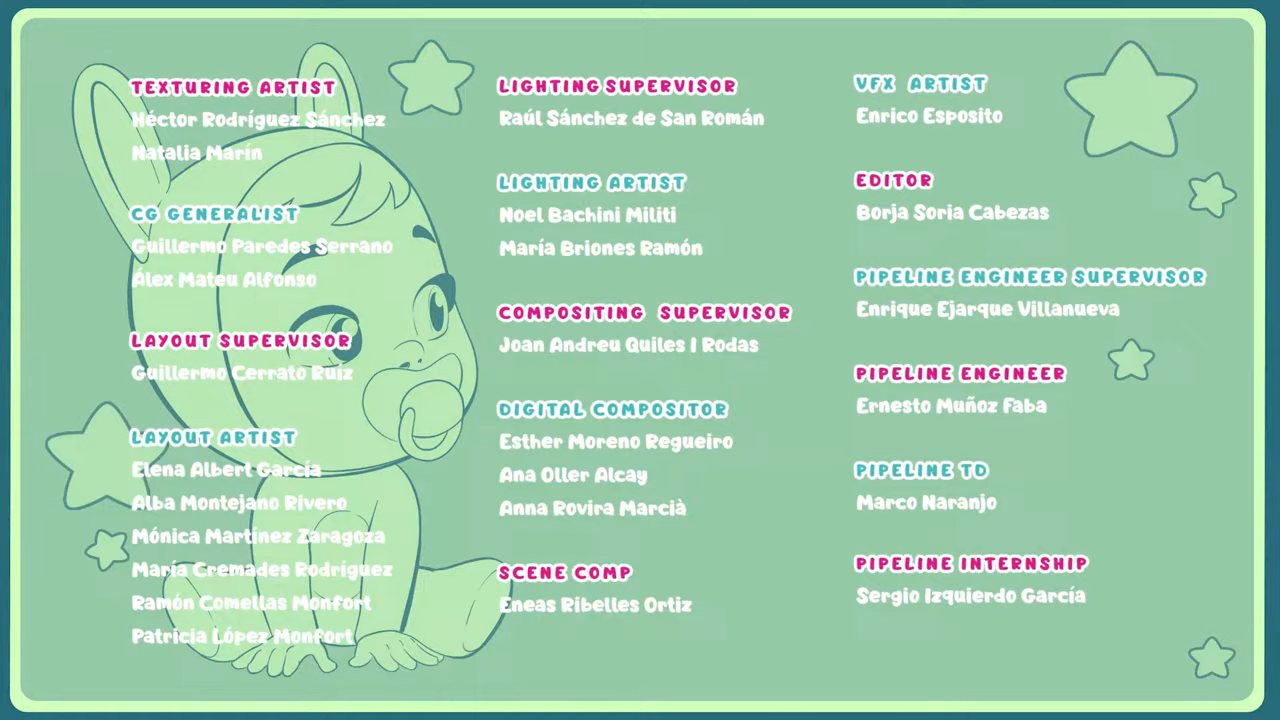 TEXTURING ARTIST
Héctor Rodríguez Sánchez
Natalia Marín
CG GENERALIST
Guillermo Paredes Serrano
Álex Mateu Alfonso
LAYOUT SUPERVISOR
Guillermo Cerrato Ruiz
LAYOUT ARTIST
Elena Albert García
Alba Montejano Rivero
Mónica Martínez Zaragoza
María Cremades Rodríguez
Ramón Comellas Monfort
Patricia López Monfort
LIGHTING SUPERVISOR
Raúl Sánchez de San Román
LIGHTING ARTIST
Noel Bachini Militi
María Briones Ramón
COMPOSITING SUPERVISOR
Joan Andreu Quiles I Rodas
DIGITAL COMPOSITOR
Esther Moreno Regueiro
Ana Oller Alcay
Anna Rovira Marcià
SCENE COMP
Eneas Ribelles Ortiz
VFX ARTIST
Enrico Esposito
EDITOR
Borja Soria Cabezas
PIPELINE ENGINEER SUPERVISOR
Enrique Ejarque Villanueva
PIPELINE ENGINEER
Ernesto Muñoz Faba
PIPELINE TD
Marco Naranjo
PIPELINE INTERNSHIP
Sergio Izquierdo García